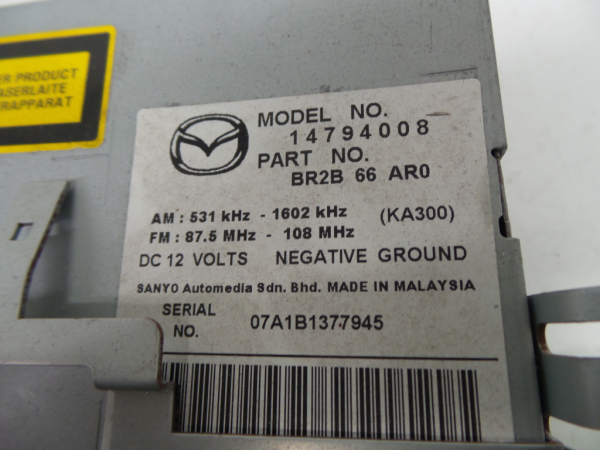 ER PRODUCT
ASERLAITE
RAPPARAT
MODEL NO.
14794008
PART NO.
BR2B 66 AR0
AM : 531 kHz - 1602 kHz (KA300)
FM : 87.5 MHz - 108 MHz
DC 12 VOLTS NEGATIVE GROUND
SANYO Automedia Sdn. Bhd. MADE IN MALAYSIA
SERIAL
NO. 07A1B1377945